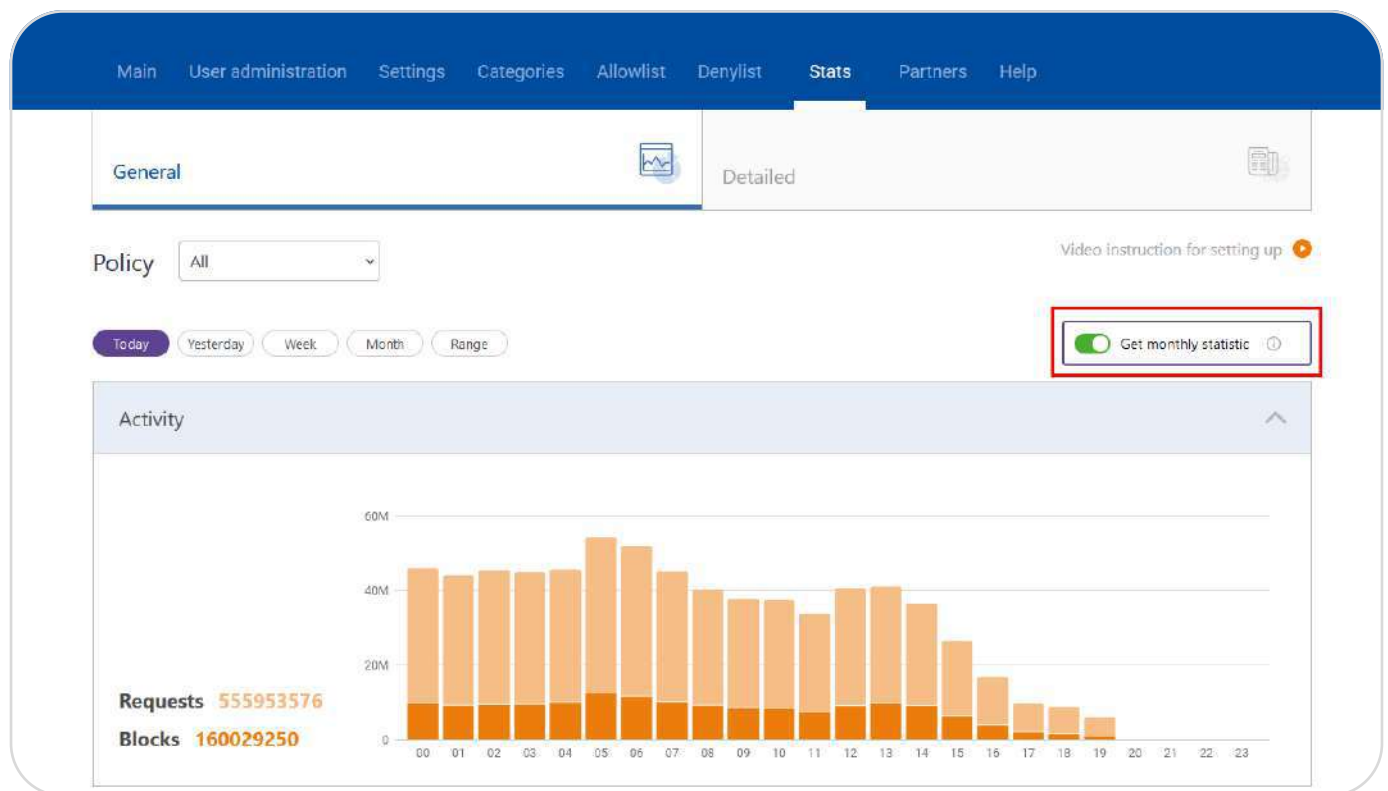 Main User administration Settings Categories Allowlist Denylist Stats Partners Help
General
Detailed
Policy All
Video instruction for setting up
Today Yesterday Week Month Range
Get monthly statistic
Activity
60M
40M
20M
0
Requests 555953576
Blocks 160029250
00 01 02 03 04 05 06 07 08 09 10 11 12 13 14 15 16 17 18 19 20 21 22 23